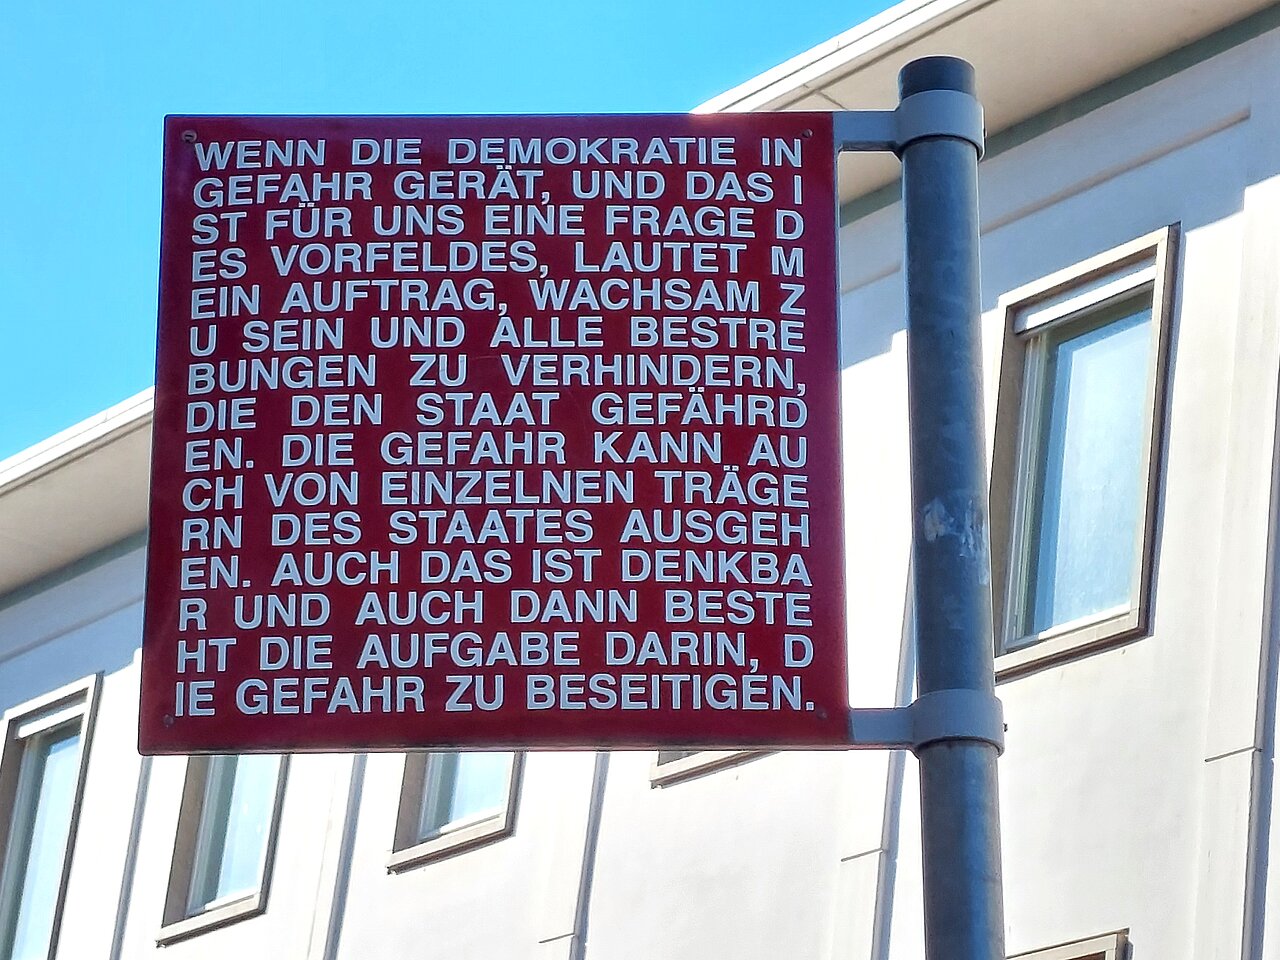 WENN DIE DEMOKRATIE IN
GEFAHR GERÄT, UND DAS I
ST FÜR UNS EINE FRAGE D
ES VORFELDES, LAUTET M
EIN AUFTRAG, WACHSAM Z
U SEIN UND ALLE BESTRE
BUNGEN ZU VERHINDERN,
DIE DEN STAAT GEFÄHRD
EN. DIE GEFAHR KANN AU
CH VON EINZELNEN TRÄGE
RN DES STAATES AUSGEH
EN. AUCH DAS IST DENKBA
R UND AUCH DANN BESTE
HT DIE AUFGABE DARIN, D
IE GEFAHR ZU BESEITIGEN.